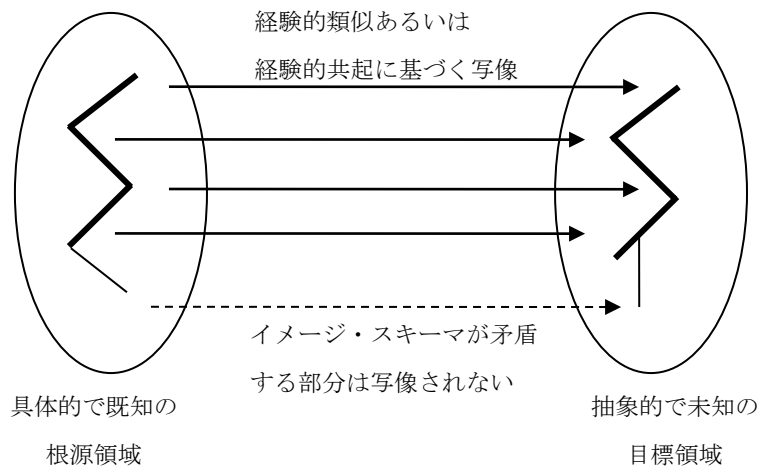 経験的類似あるいは
経験的共起に基づく写像
イメージ・スキーマが矛盾
する部分は写像されない
具体的で既知の
根源領域
抽象的で未知の
目標領域